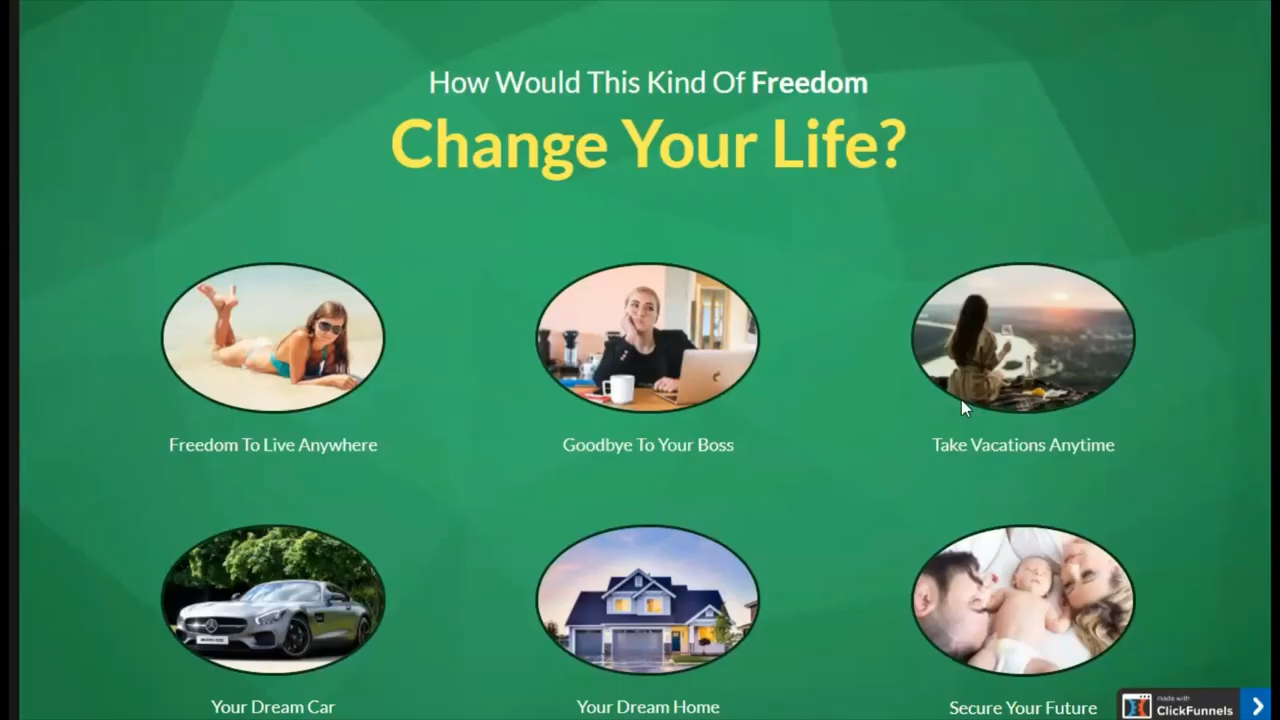 How Would This Kind Of Freedom
Change Your Life?
Freedom To Live Anywhere
Goodbye To Your Boss
Take Vacations Anytime
Your Dream Car
Your Dream Home
Secure Your Future
made with
ClickFunnels